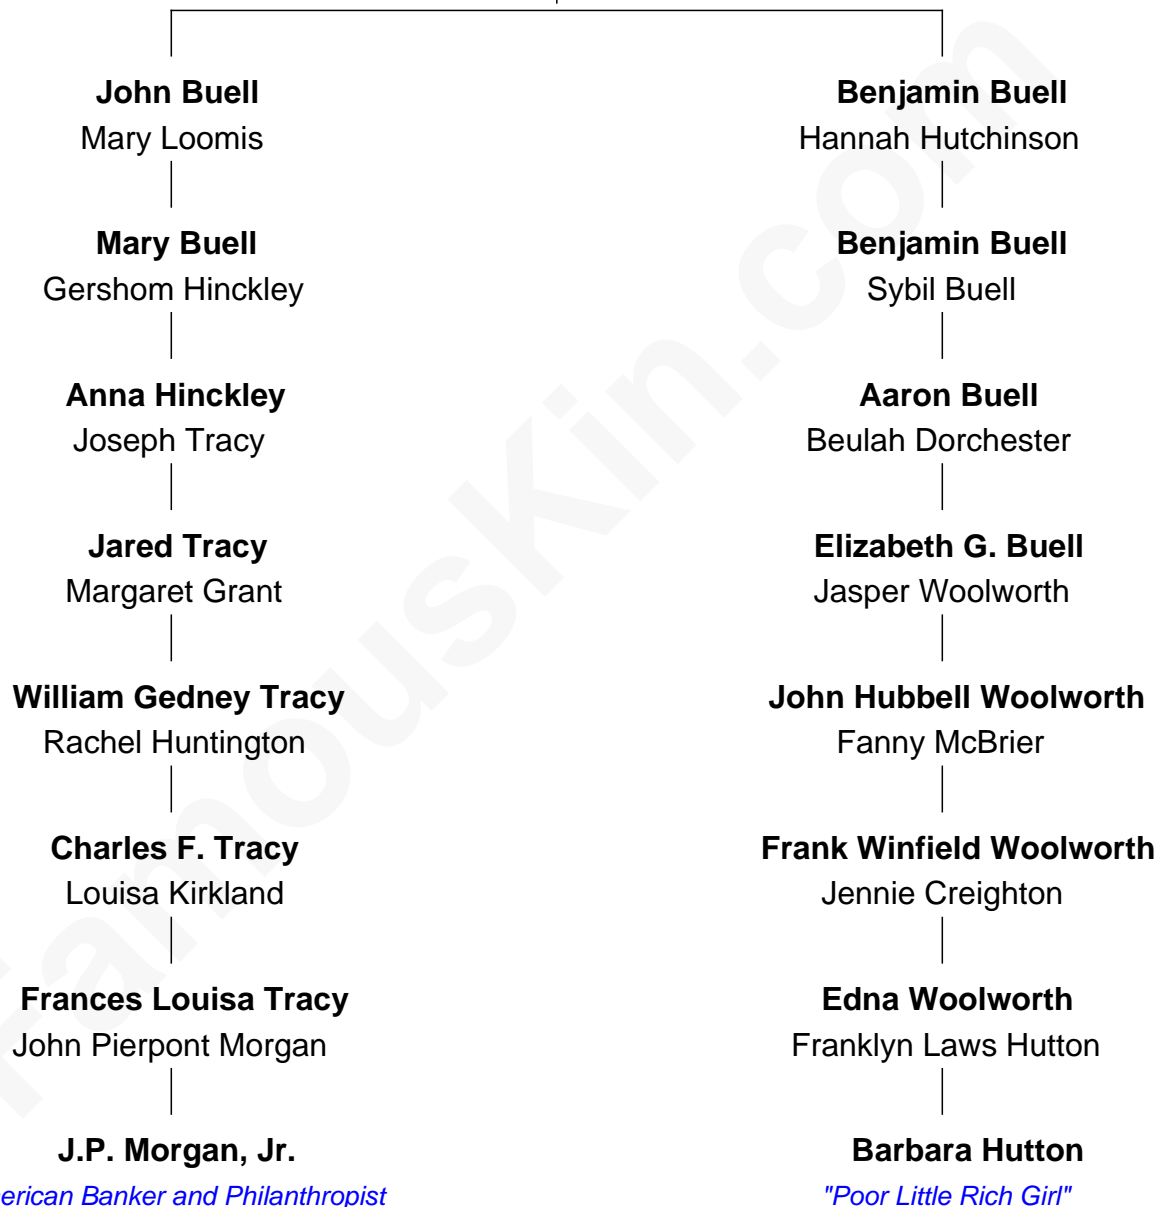 John Buell
Mary Loomis
Benjamin Buell
Hannah Hutchinson
Mary Buell
Gershom Hinckley
Benjamin Buell
Sybil Buell
Anna Hinckley
Joseph Tracy
Aaron Buell
Beulah Dorchester
Jared Tracy
Margaret Grant
Elizabeth G. Buell
Jasper Woolworth
William Gedney Tracy
Rachel Huntington
John Hubbell Woolworth
Fanny McBrier
Charles F. Tracy
Louisa Kirkland
Frank Winfield Woolworth
Jennie Creighton
Frances Louisa Tracy
John Pierpont Morgan
Edna Woolworth
Franklyn Laws Hutton
J.P. Morgan, Jr.
erican Banker and Philanthropist
Barbara Hutton
"Poor Little Rich Girl"
FamousKin.com